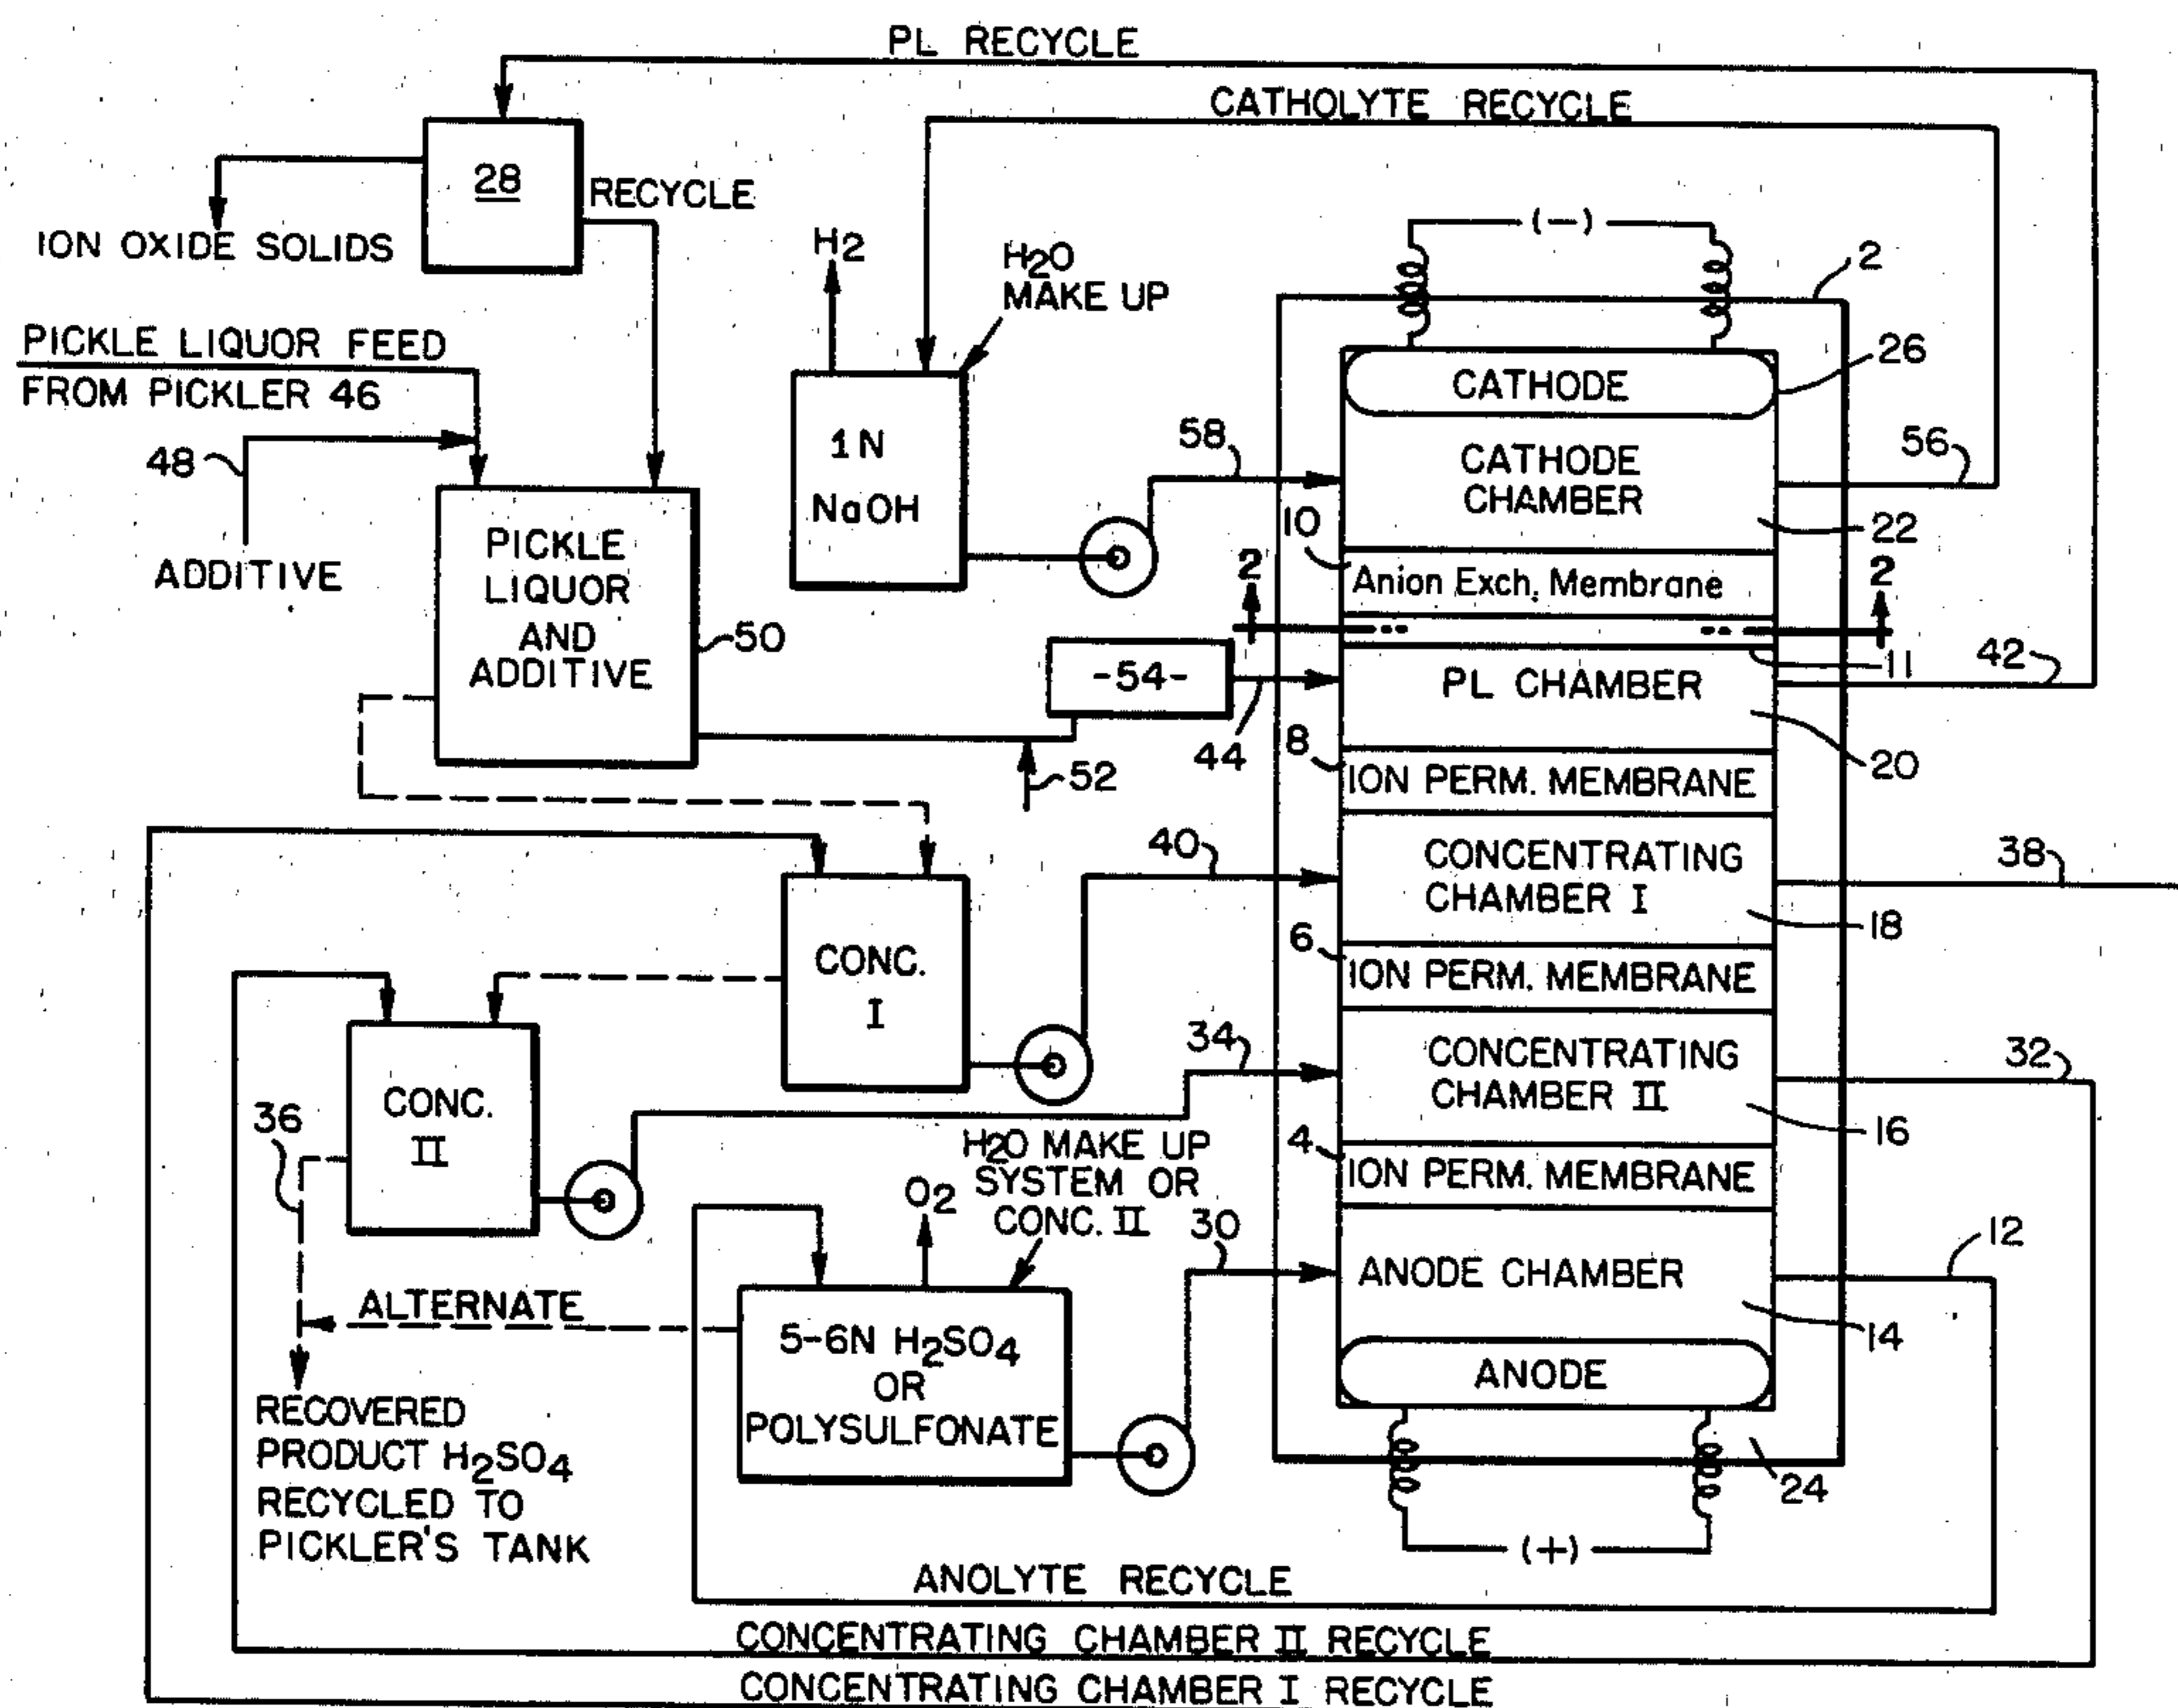 PL RECYCLE
CATHOLYTE RECYCLE
28
RECYCLE
ION OXIDE SOLIDS
H2
H2O
MAKE UP
(-)
2
PICKLE LIQUOR FEED
FROM PICKLER 46
26
CATHODE
48
ADDITIVE
1N
NaOH
58
CATHODE
CHAMBER
56
22
PICKLE
LIQUOR
AND
ADDITIVE
50
10
Anion Exch. Membrane
2
2
11
-54-
44
PL CHAMBER
42
20
52
8
ION PERM. MEMBRANE
40
CONCENTRATING
CHAMBER I
38
18
CONC.
I
6
ION PERM. MEMBRANE
CONC.
II
34
CONCENTRATING
CHAMBER II
32
16
36
H2O MAKE UP
SYSTEM OR
CONC. II
O2
4
ION PERM. MEMBRANE
30
ANODE CHAMBER
12
14
ALTERNATE
5-6N H2SO4
OR
POLYSULFONATE
ANODE
24
RECOVERED
PRODUCT H2SO4
RECYCLED TO
PICKLER'S TANK
(+)
ANOLYTE RECYCLE
CONCENTRATING CHAMBER II RECYCLE
CONCENTRATING CHAMBER I RECYCLE